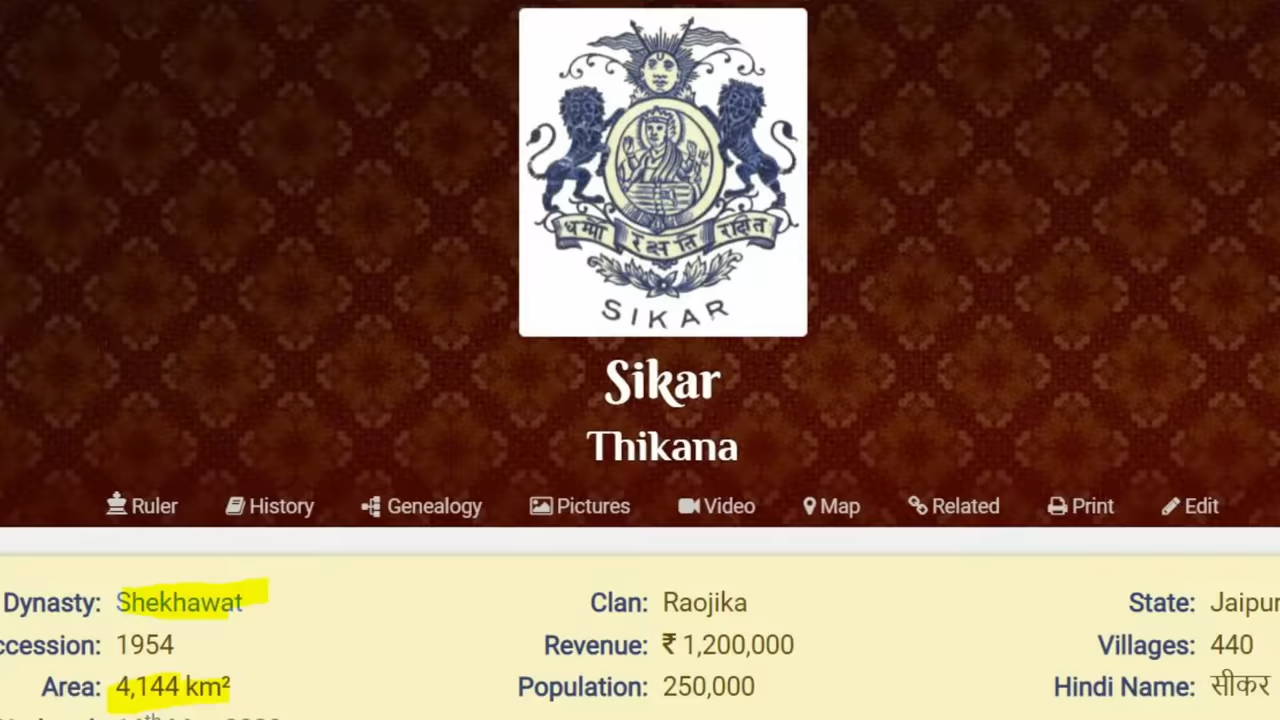 धर्म्मो रक्षति रक्षित
SIKAR
Sikar
Thikana
Ruler History Genealogy Pictures Video Map Related Print Edit
Dynasty: Shekhawat Clan: Raojika State: Jaipur
ccession: 1954 Revenue: ₹ 1,200,000 Villages: 440
Area: 4,144 km² Population: 250,000 Hindi Name: सीकर